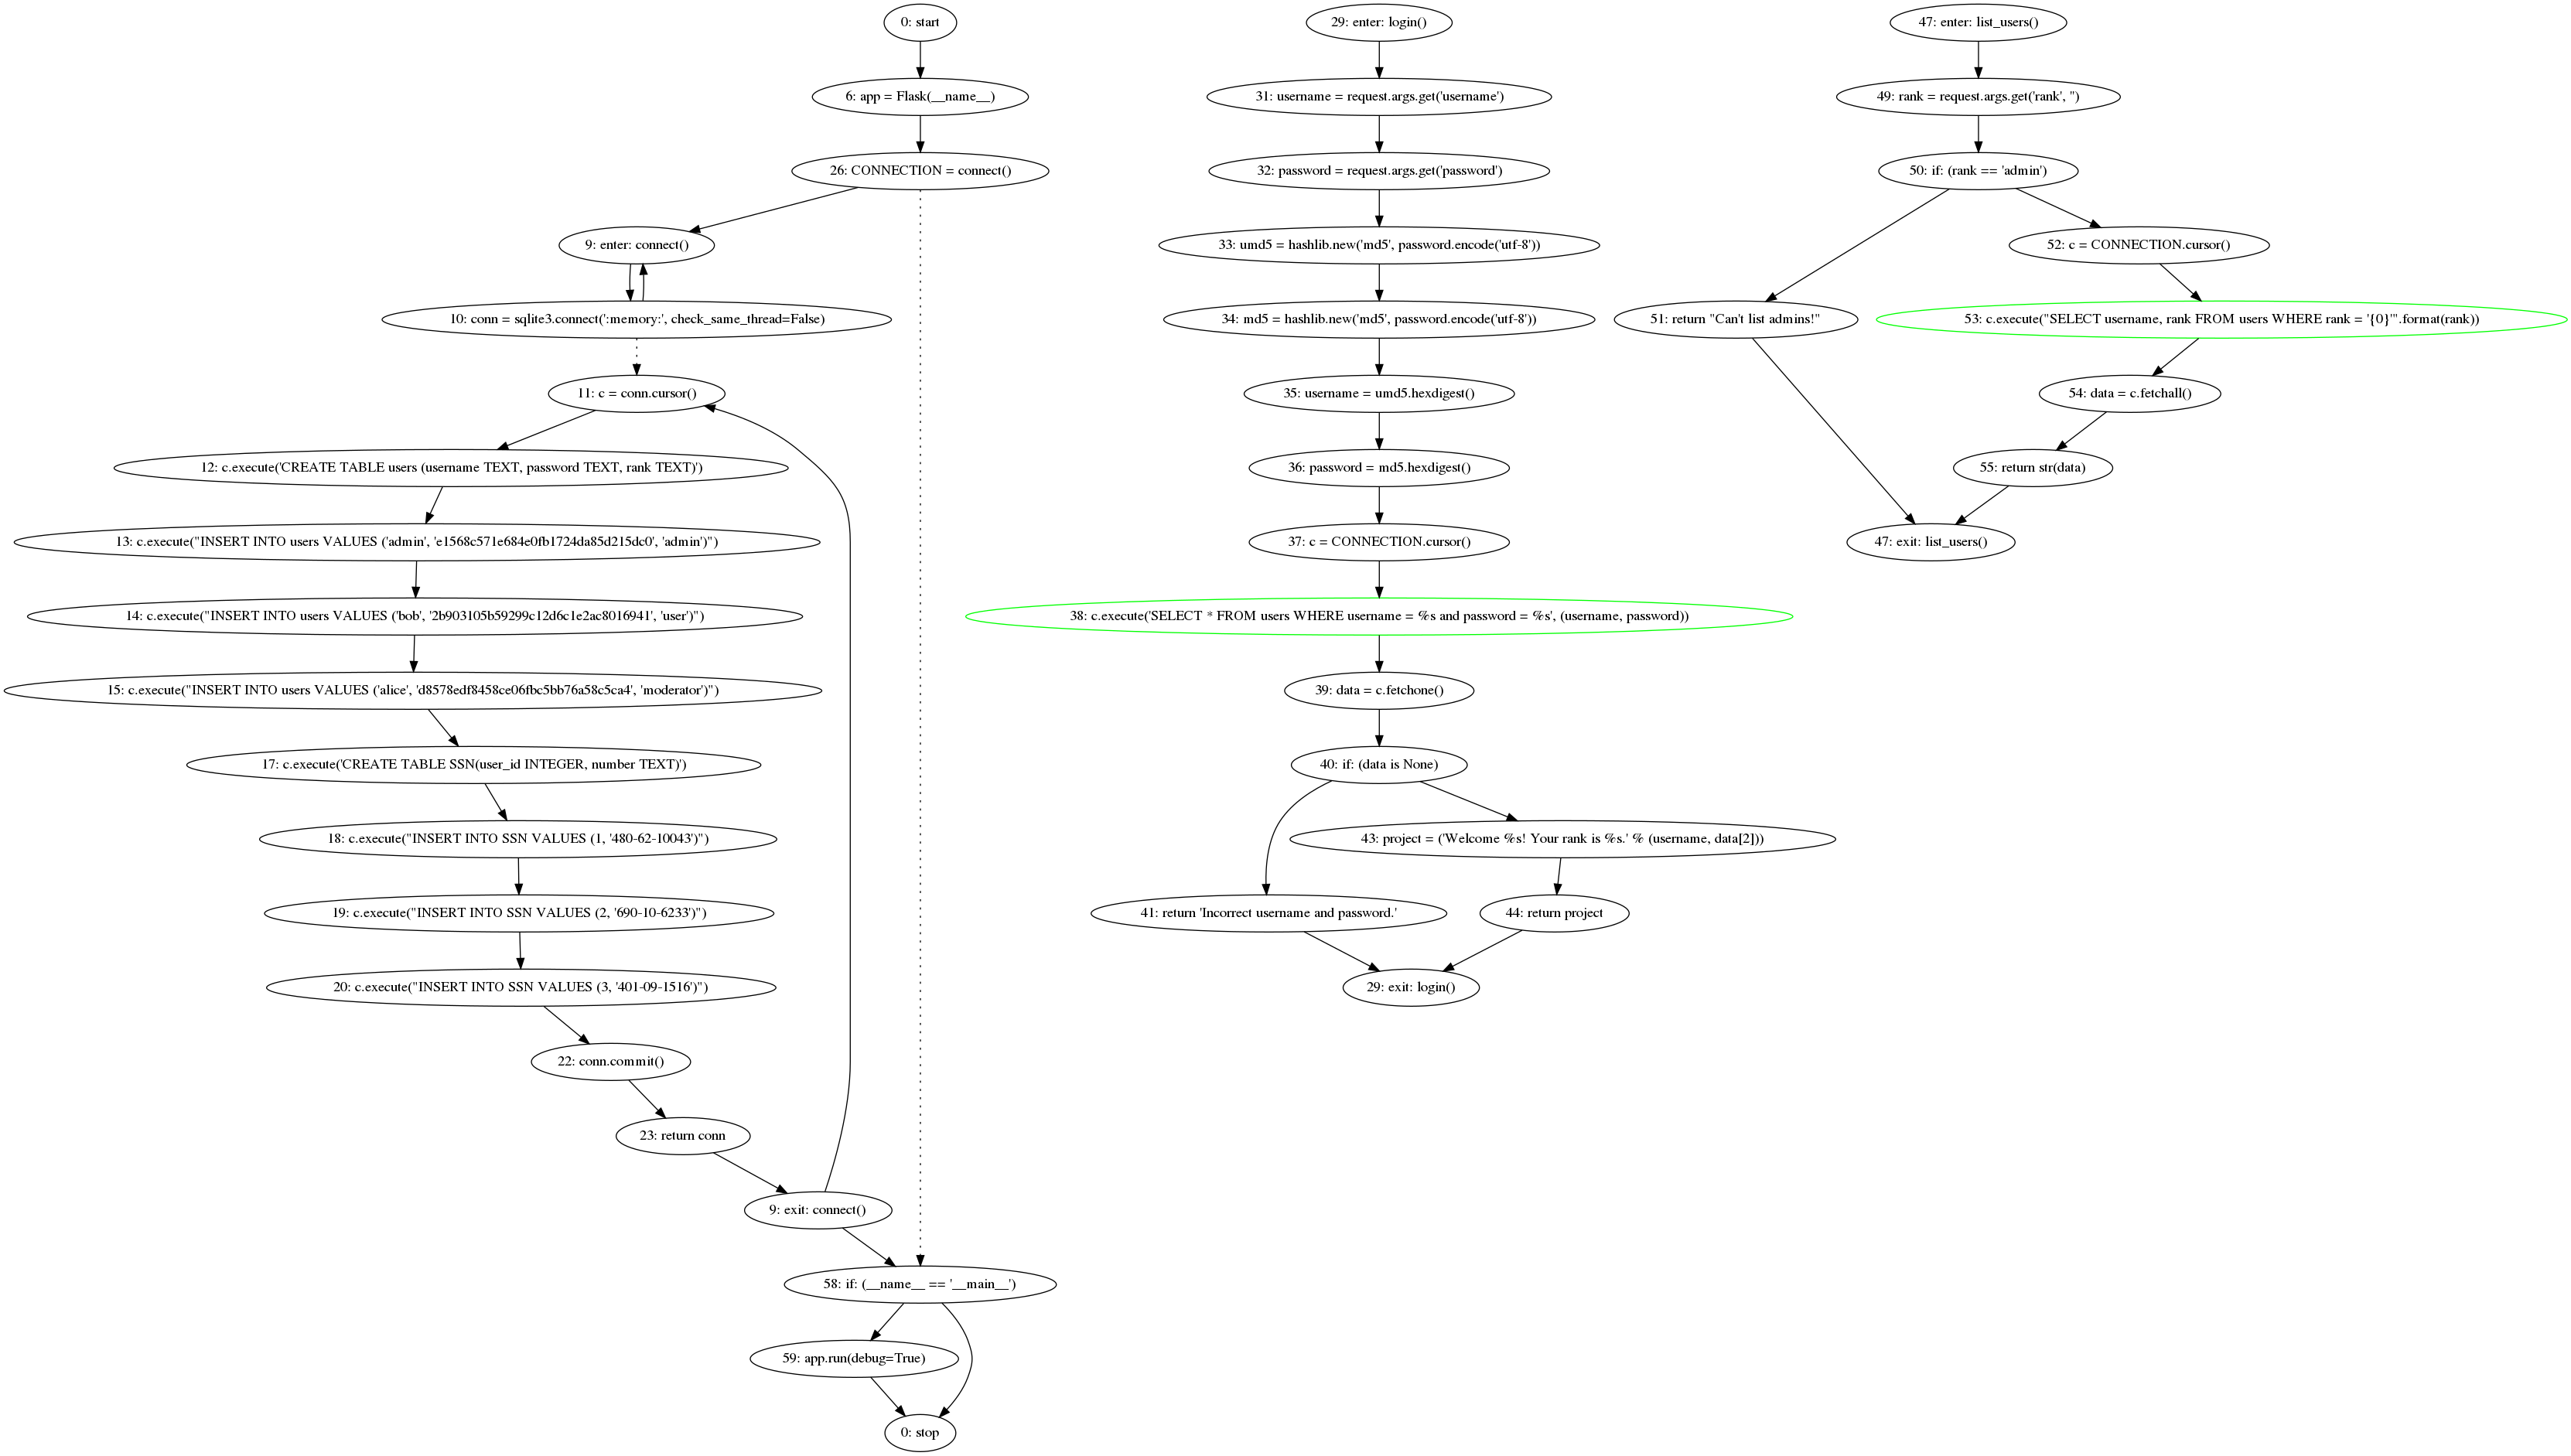 0: start
6: app = Flask(__name__)
26: CONNECTION = connect()
9: enter: connect()
10: conn = sqlite3.connect(':memory:', check_same_thread=False)
11: c = conn.cursor()
12: c.execute('CREATE TABLE users (username TEXT, password TEXT, rank TEXT)')
13: c.execute("INSERT INTO users VALUES ('admin', 'e1568c571e684e0fb1724da85d215dc0', 'admin')")
14: c.execute("INSERT INTO users VALUES ('bob', '2b903105b59299c12d6c1e2ac8016941', 'user')")
15: c.execute("INSERT INTO users VALUES ('alice', 'd8578edf8458ce06fbc5bb76a58c5ca4', 'moderator')")
17: c.execute('CREATE TABLE SSN(user_id INTEGER, number TEXT)')
18: c.execute("INSERT INTO SSN VALUES (1, '480-62-10043')")
19: c.execute("INSERT INTO SSN VALUES (2, '690-10-6233')")
20: c.execute("INSERT INTO SSN VALUES (3, '401-09-1516')")
22: conn.commit()
23: return conn
9: exit: connect()
58: if: (__name__ == '__main__')
59: app.run(debug=True)
0: stop
29: enter: login()
31: username = request.args.get('username')
32: password = request.args.get('password')
33: umd5 = hashlib.new('md5', password.encode('utf-8'))
34: md5 = hashlib.new('md5', password.encode('utf-8'))
35: username = umd5.hexdigest()
36: password = md5.hexdigest()
37: c = CONNECTION.cursor()
38: c.execute('SELECT * FROM users WHERE username = %s and password = %s', (username, password))
39: data = c.fetchone()
40: if: (data is None)
43: project = ('Welcome %s! Your rank is %s.' % (username, data[2]))
41: return 'Incorrect username and password.'
44: return project
29: exit: login()
47: enter: list_users()
49: rank = request.args.get('rank', '')
50: if: (rank == 'admin')
52: c = CONNECTION.cursor()
51: return "Can't list admins!"
53: c.execute("SELECT username, rank FROM users WHERE rank = '{0}'".format(rank))
54: data = c.fetchall()
55: return str(data)
47: exit: list_users()